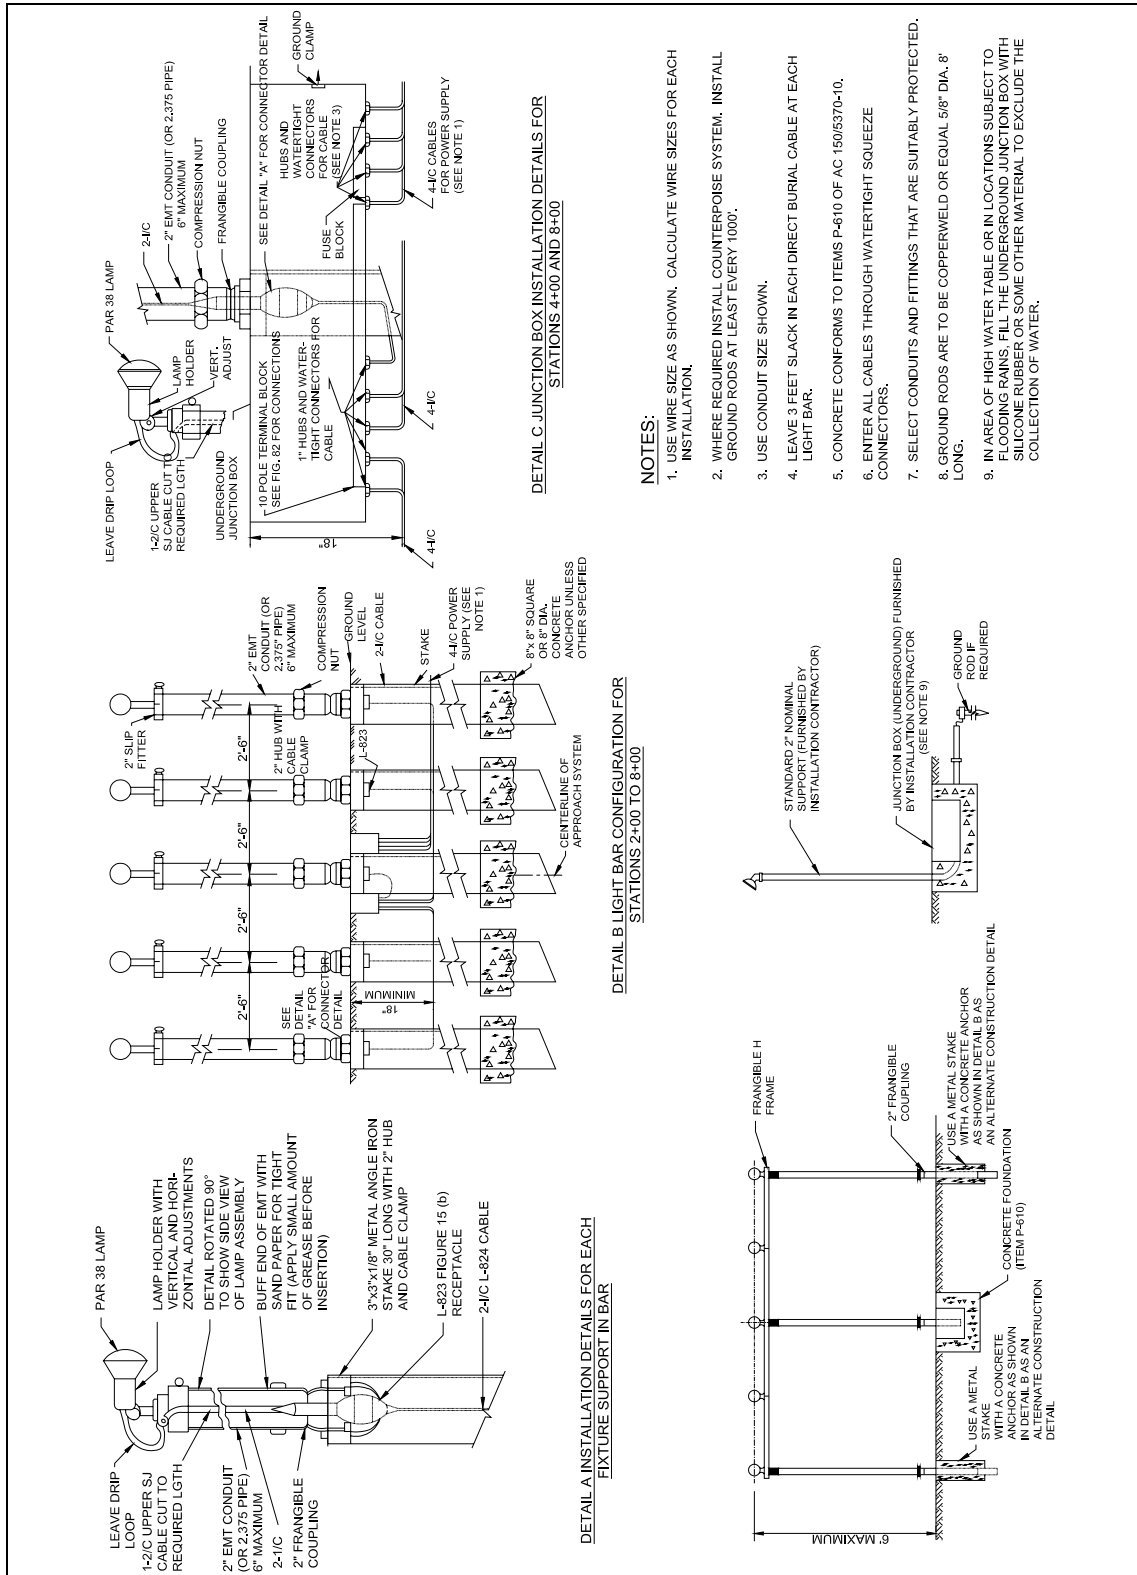 PAR 38 LAMP
LEAVE DRIP
LOOP
1-2/C UPPER SJ
CABLE CUT TO
REQUIRED LGTH
2" EMT CONDUIT
(OR 2.375 PIPE)
6" MAXIMUM
2-1/C
2" FRANGIBLE
COUPLING
LAMP HOLDER WITH
VERTICAL AND HORI-
ZONTAL ADJUSTMENTS
DETAIL ROTATED 90°
TO SHOW SIDE VIEW
OF LAMP ASSEMBLY
BUFF END OF EMT WITH
SAND PAPER FOR TIGHT
FIT (APPLY SMALL AMOUNT
OF GREASE BEFORE
INSERTION)
3"x3"x1/8" METAL ANGLE IRON
STAKE 30" LONG WITH 2" HUB
AND CABLE CLAMP
L-823 FIGURE 15 (b)
RECEPTACLE
2-1/C L-824 CABLE
DETAIL A INSTALLATION DETAILS FOR EACH
FIXTURE SUPPORT IN BAR
2" SLIP
FITTER
2'-6"
2'-6"
2'-6"
2'-6"
2" EMT
CONDUIT (OR
2.375" PIPE)
6" MAXIMUM
2" HUB WITH
CABLE
CLAMP
COMPRESSION
NUT
SEE
DETAIL
"A" FOR
CONNECTOR
DETAIL
L-823
GROUND
LEVEL
2-I/C CABLE
STAKE
18"
MINIMUM
4-I/C POWER
SUPPLY (SEE
NOTE 1)
8"x 8" SQUARE
OR 8" DIA.
CONCRETE
ANCHOR UNLESS
OTHER SPECIFIED
CENTERLINE OF
APPROACH SYSTEM
DETAIL B LIGHT BAR CONFIGURATION FOR
STATIONS 2+00 TO 8+00
LEAVE DRIP LOOP
PAR 38 LAMP
LAMP
HOLDER
VERT.
ADJUST
1-2/C UPPER
SJ CABLE CUT TO
REQUIRED LGTH
UNDERGROUND
JUNCTION BOX
2-I/C
2" EMT CONDUIT (OR 2.375 PIPE)
6" MAXIMUM
COMPRESSION NUT
FRANGIBLE COUPLING
SEE DETAIL "A" FOR CONNECTOR DETAIL
10 POLE TERMINAL BLOCK
SEE FIG. 82 FOR CONNECTIONS
1" HUBS AND WATER-
TIGHT CONNECTORS FOR
CABLE
HUBS AND
WATERTIGHT
CONNECTORS
FOR CABLE
(SEE NOTE 3)
GROUND
CLAMP
FUSE
BLOCK
18"
4-I/C
4-I/C
4-I/C CABLES
FOR POWER SUPPLY
(SEE NOTE 1)
DETAIL C JUNCTION BOX INSTALLATION DETAILS FOR
STATIONS 4+00 AND 8+00
6' MAXIMUM
FRANGIBLE H
FRAME
2" FRANGIBLE
COUPLING
USE A METAL
STAKE
WITH A CONCRETE
ANCHOR AS SHOWN
IN DETAIL B AS AN
ALTERNATE CONSTRUCTION
DETAIL
USE A METAL STAKE
WITH A CONCRETE ANCHOR
AS SHOWN IN DETAIL B AS
AN ALTERNATE CONSTRUCTION DETAIL
CONCRETE FOUNDATION
(ITEM P-610)
STANDARD 2" NOMINAL
SUPPORT (FURNISHED BY
INSTALLATION CONTRACTOR)
JUNCTION BOX (UNDERGROUND) FURNISHED
BY INSTALLATION CONTRACTOR
(SEE NOTE 9)
GROUND
ROD IF
REQUIRED
NOTES:
1. USE WIRE SIZE AS SHOWN. CALCULATE WIRE SIZES FOR EACH
INSTALLATION.
2. WHERE REQUIRED INSTALL COUNTERPOISE SYSTEM. INSTALL
GROUND RODS AT LEAST EVERY 1000'.
3. USE CONDUIT SIZE SHOWN.
4. LEAVE 3 FEET SLACK IN EACH DIRECT BURIAL CABLE AT EACH
LIGHT BAR.
5. CONCRETE CONFORMS TO ITEMS P-610 OF AC 150/5370-10.
6. ENTER ALL CABLES THROUGH WATERTIGHT SQUEEZE
CONNECTORS.
7. SELECT CONDUITS AND FITTINGS THAT ARE SUITABLY PROTECTED.
8. GROUND RODS ARE TO BE COPPERWELD OR EQUAL 5/8" DIA. 8'
LONG.
9. IN AREA OF HIGH WATER TABLE OR IN LOCATIONS SUBJECT TO
FLOODING RAINS, FILL THE UNDERGROUND JUNCTION BOX WITH
SILICONE RUBBER OR SOME OTHER MATERIAL TO EXCLUDE THE
COLLECTION OF WATER.